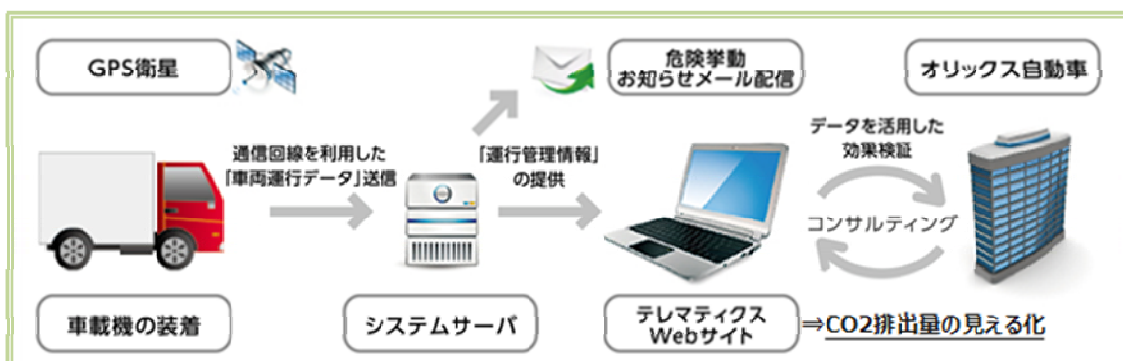 GPS衛星
危険挙動
お知らせメール配信
オリックス自動車
通信回線を利用した
「車両運行データ」送信
「運行管理情報」
の提供
データを活用した
効果検証
コンサルティング
車載機の装着
システムサーバ
テレマティクス
Webサイト
⇒CO2排出量の見える化